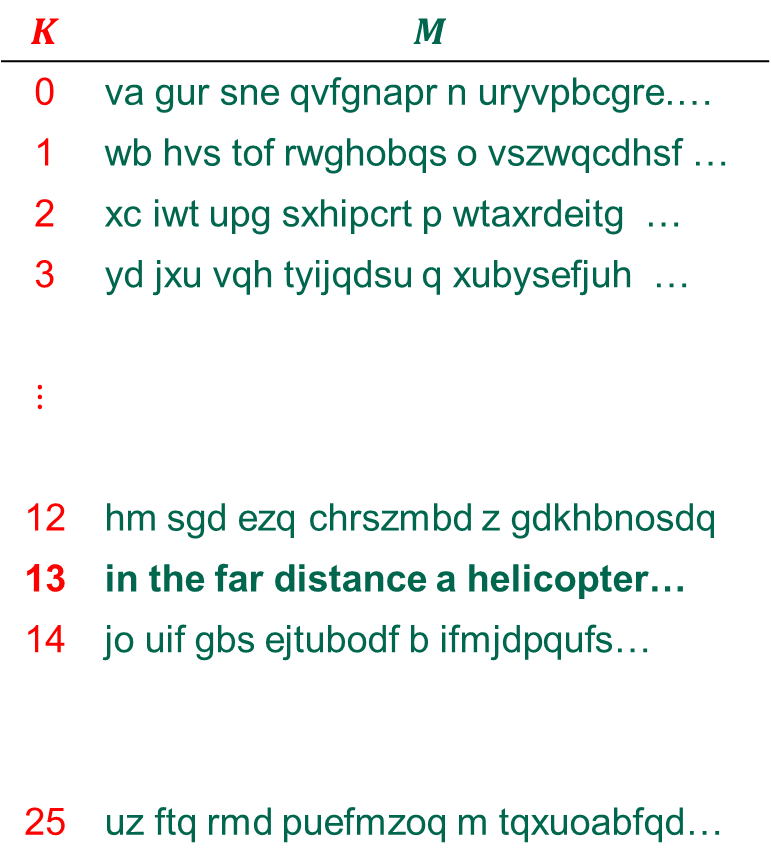 K M
0 va gur sne qvfgnapr n uryvpbcgre....
1 wb hvs tof rwghobqs o vszwqcdhsf ...
2 xc iwt upg sxhipcrt p wtaxrdeitg ...
3 yd jxu vqh tyijqdsu q xubysefjuh ...
⋮
12 hm sgd ezq chrszmbd z gdkhbnosdq
13 in the far distance a helicopter...
14 jo uif gbs ejtubodf b ifmjdpqufs...
25 uz ftq rmd puefmzoq m tqxuoabfqd...